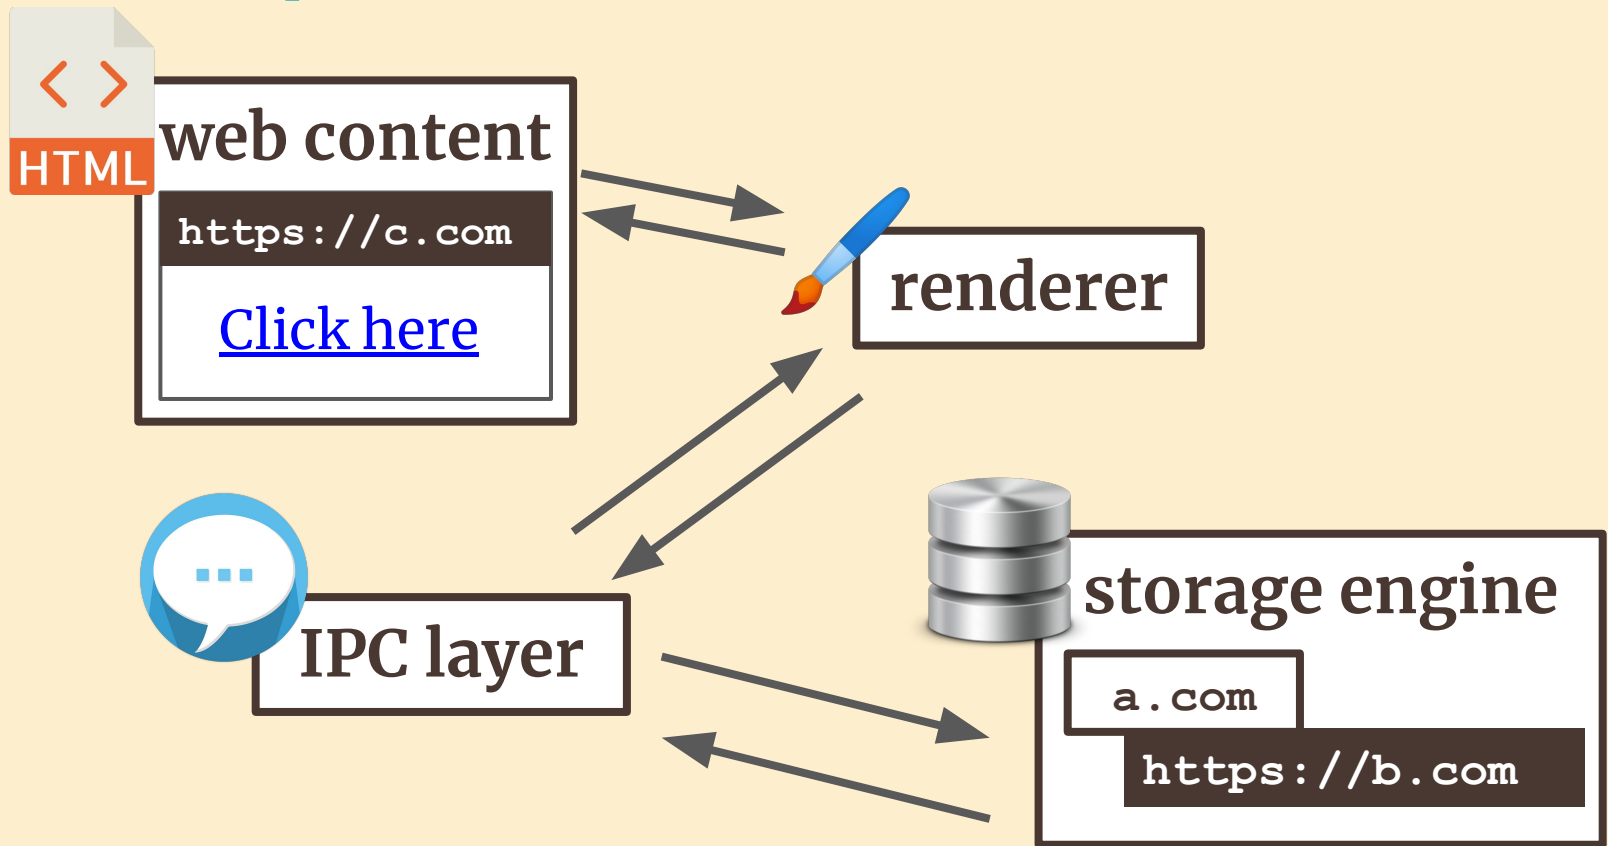 HTML
web content
https://c.com
Click here
renderer
IPC layer
storage engine
a.com
https://b.com